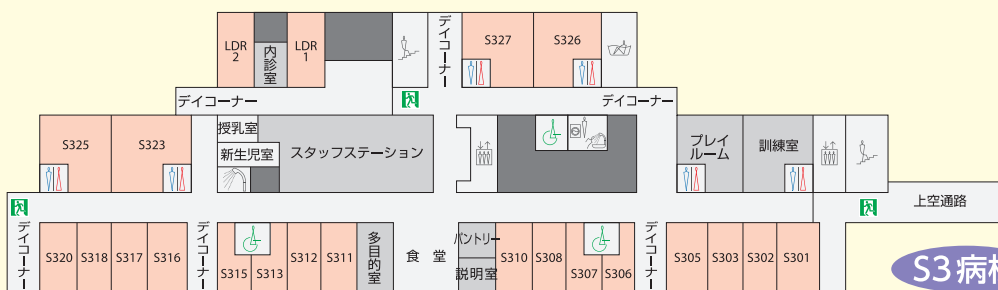 LDR
2
内診室
LDR
1
デイコーナー
S327
S326
デイコーナー
デイコーナー
S325
S323
授乳室
新生児室
スタッフステーション
プレイ
ルーム
訓練室
上空通路
デイコーナー
S320
S318
S317
S316
デイコーナー
S315
S313
S312
S311
多目的室
食堂
パントリー
説明室
S310
S308
S307
S306
デイコーナー
S305
S303
S302
S301
S3病棟